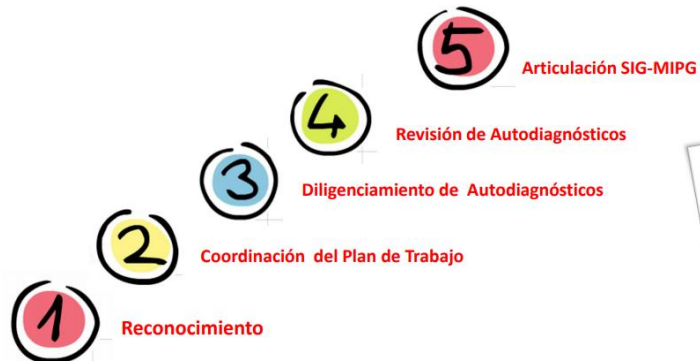 5
Articulación SIG-MIPG
4
Revisión de Autodiagnósticos
3
Diligenciamiento de Autodiagnósticos
2
Coordinación del Plan de Trabajo
1
Reconocimiento